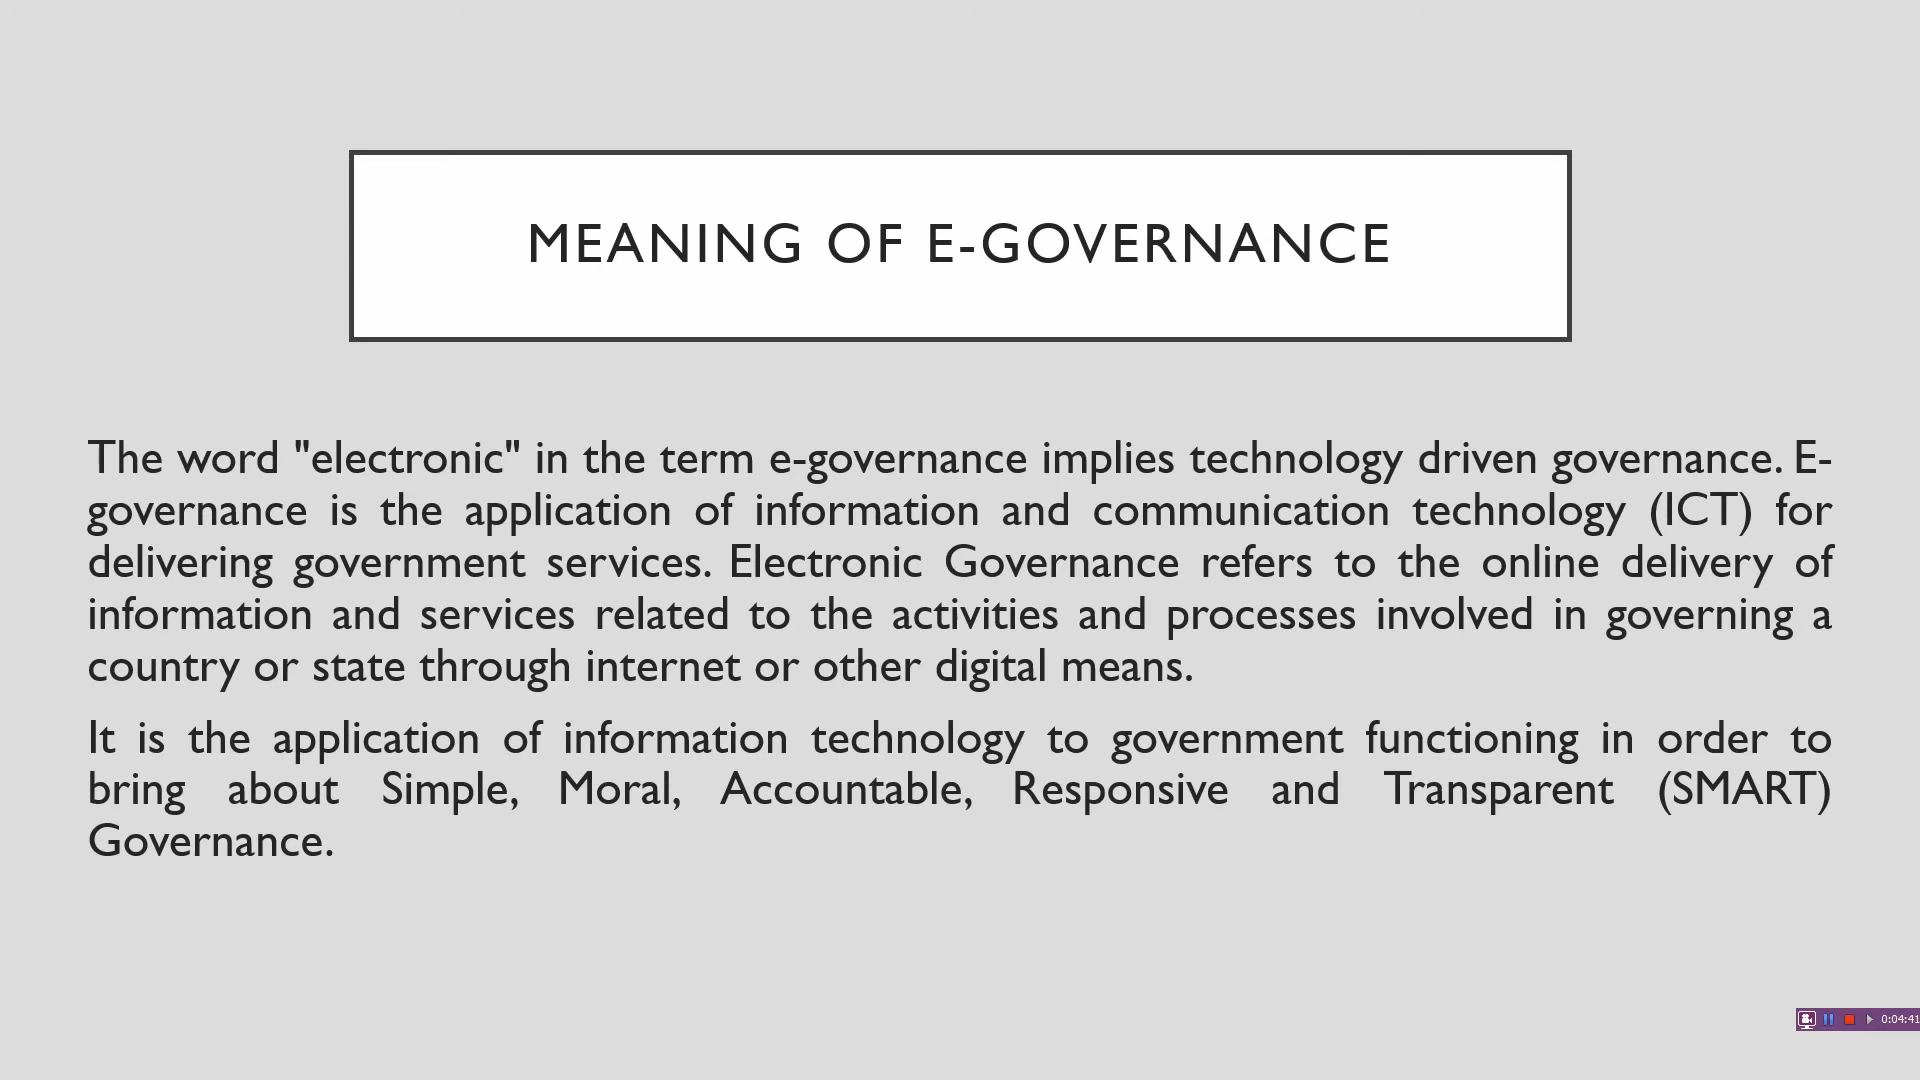 MEANING OF E-GOVERNANCE
The word "electronic" in the term e-governance implies technology driven governance. E-
governance is the application of information and communication technology (ICT) for
delivering government services. Electronic Governance refers to the online delivery of
information and services related to the activities and processes involved in governing a
country or state through internet or other digital means.
It is the application of information technology to government functioning in order to
bring about Simple, Moral, Accountable, Responsive and Transparent (SMART)
Governance.
0:04:41